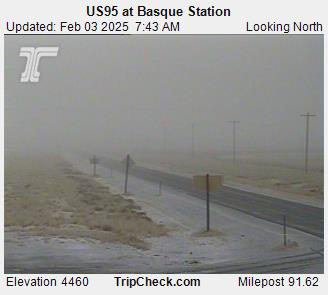 US95 at Basque Station
Updated: Feb 03 2025 7:43 AM Looking North
Elevation 4460 TripCheck.com Milepost 91.62